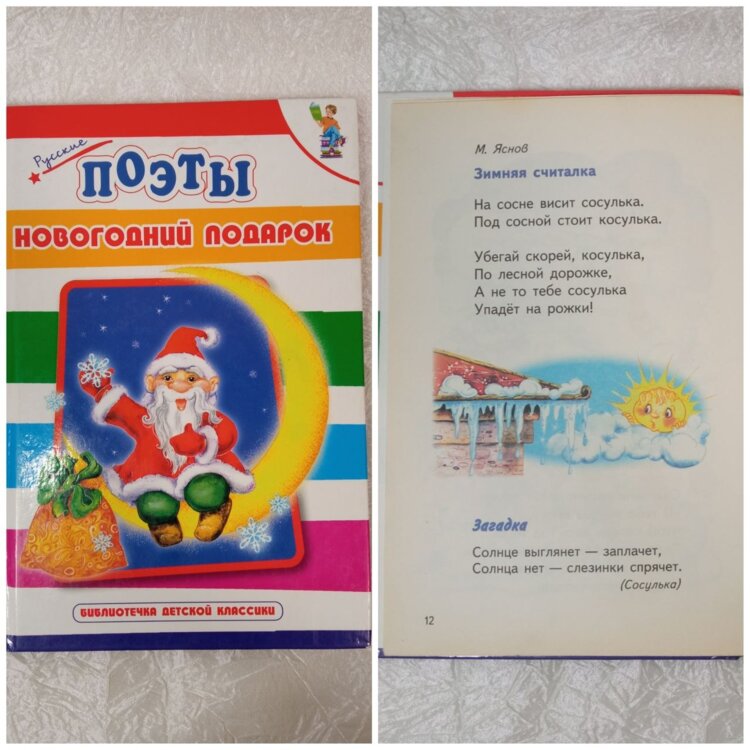 Русские
ПОЭТЫ
НОВОГОДНИЙ ПОДАРОК
БИБЛИОТЕЧКА ДЕТСКОЙ КЛАССИКИ
М. Яснов
Зимняя считалка
На сосне висит сосулька.
Под сосной стоит косулька.
Убегай скорей, косулька,
По лесной дорожке,
А не то тебе сосулька
Упадёт на рожки!
Загадка
Солнце выглянет — заплачет,
Солнца нет — слезинки спрячет.
(Сосулька)
12